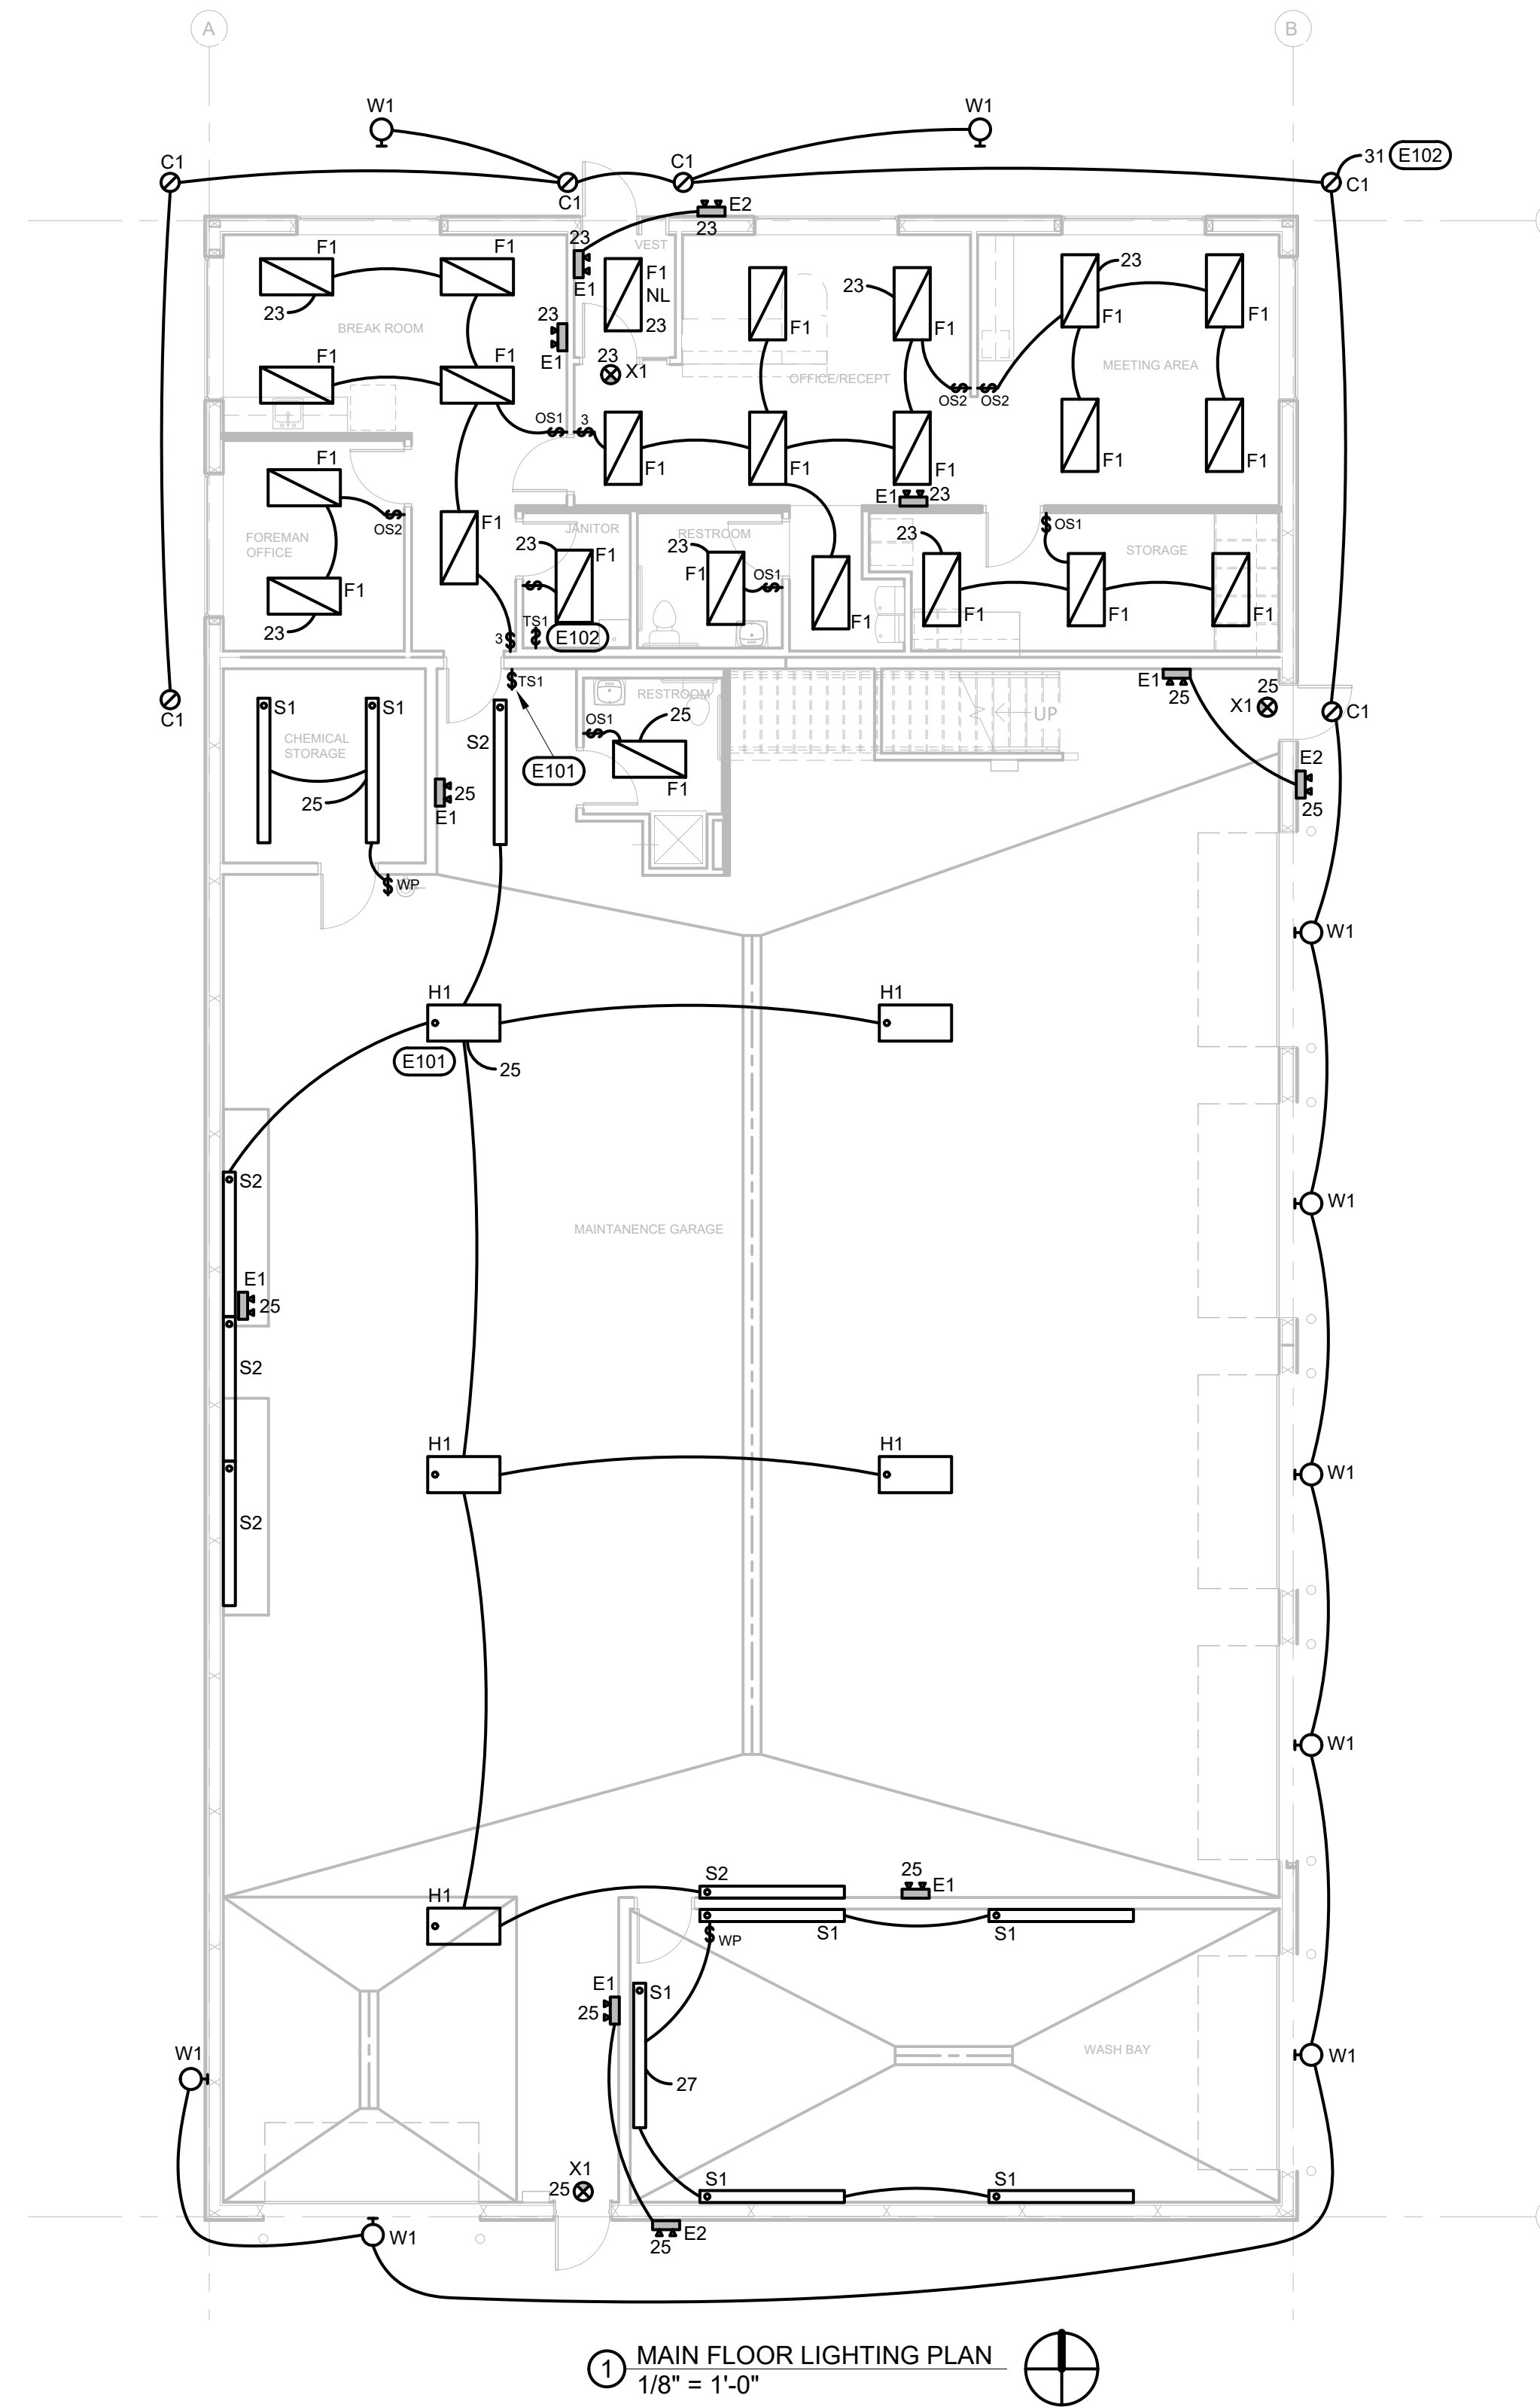 A
B
W1
W1
C1
C1
31
E102
C1
C1
E2
23
23
E1
VEST
F1
NL
23
F1
F1
23
BREAK ROOM
F1
F1
23
E1
23
X1
F1
23
F1
OFFICE/RECEPT
OS2
OS2
23
F1
F1
MEETING AREA
F1
F1
OS1
3
F1
F1
F1
E1
23
F1
OS2
FOREMAN
OFFICE
F1
23
F1
3
JANITOR
23
F1
TS1
E102
RESTROOM
23
F1
OS1
F1
23
OS1
STORAGE
F1
F1
F1
C1
S1
S1
CHEMICAL
STORAGE
25
WP
S2
TS1
E101
25
E1
RESTROOM
OS1
25
F1
UP
E1
25
25
X1
C1
E2
25
W1
H1
H1
E101
25
S2
W1
MAINTANENCE GARAGE
E1
25
S2
H1
H1
W1
S2
W1
H1
S2
25
E1
S1
S1
WP
E1
25
S1
27
WASH BAY
W1
W1
X1
25
S1
S1
W1
E2
25
1
MAIN FLOOR LIGHTING PLAN
1/8" = 1'-0"